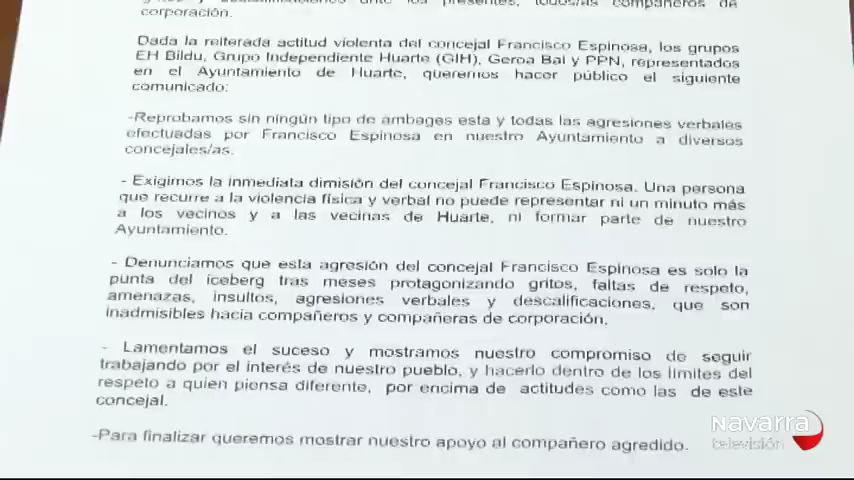 presentes, todos/as compañeros de
corporación.
Dada la reiterada actitud violenta del concejal Francisco Espinosa, los grupos
EH Bildu, Grupo Independiente Huarte (GIH), Geroa Bai y PPN, representados
en el Ayuntamiento de Huarte, queremos hacer público el siguiente
comunicado:
-Reprobamos sin ningún tipo de ambages esta y todas las agresiones verbales
efectuadas por Francisco Espinosa en nuestro Ayuntamiento a diversos
concejales/as.
- Exigimos la inmediata dimisión del concejal Francisco Espinosa. Una persona
que recurre a la violencia física y verbal no puede representar ni un minuto más
a los vecinos y a las vecinas de Huarte, ni formar parte de nuestro
Ayuntamiento.
- Denunciamos que esta agresión del concejal Francisco Espinosa es solo la
punta del iceberg tras meses protagonizando gritos, faltas de respeto,
amenazas, insultos, agresiones verbales y descalificaciones, que son
inadmisibles hacia compañeros y compañeras de corporación.
- Lamentamos el suceso y mostramos nuestro compromiso de seguir
trabajando por el interés de nuestro pueblo, y hacerlo dentro de los límites del
respeto a quien piensa diferente, por encima de actitudes como las de este
concejal.
-Para finalizar queremos mostrar nuestro apoyo al compañero agredido.
navarra
televisión